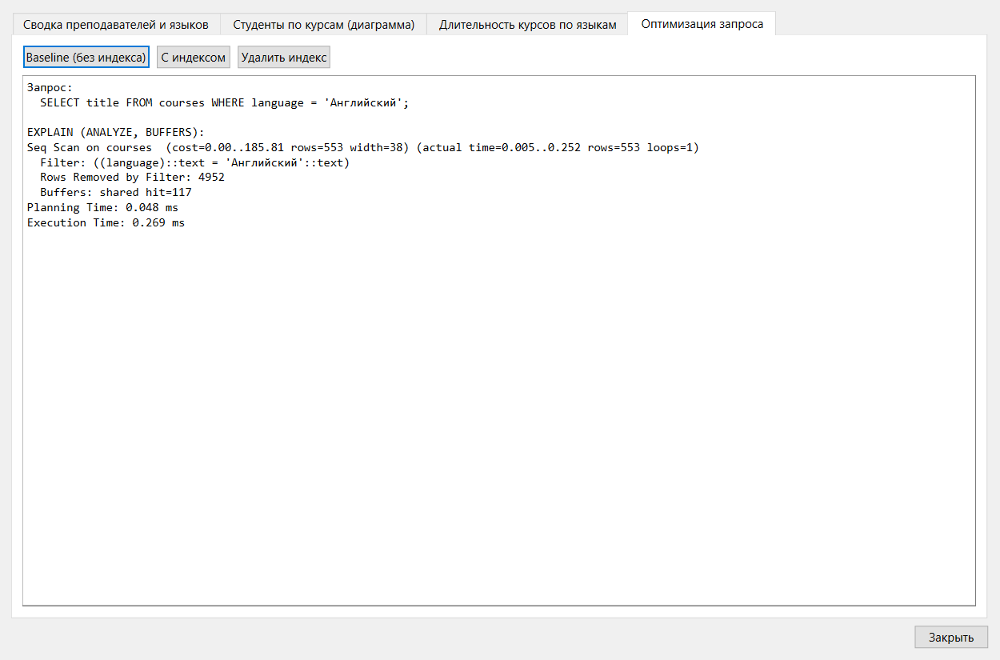 Сводка преподавателей и языков
Студенты по курсам (диаграмма)
Длительность курсов по языкам
Оптимизация запроса
Baseline (без индекса)
С индексом
Удалить индекс
Запрос:
SELECT title FROM courses WHERE language = 'Английский';
EXPLAIN (ANALYZE, BUFFERS):
Seq Scan on courses  (cost=0.00..185.81 rows=553 width=38) (actual time=0.005..0.252 rows=553 loops=1)
Filter: ((language)::text = 'Английский'::text)
Rows Removed by Filter: 4952
Buffers: shared hit=117
Planning Time: 0.048 ms
Execution Time: 0.269 ms
Закрыть